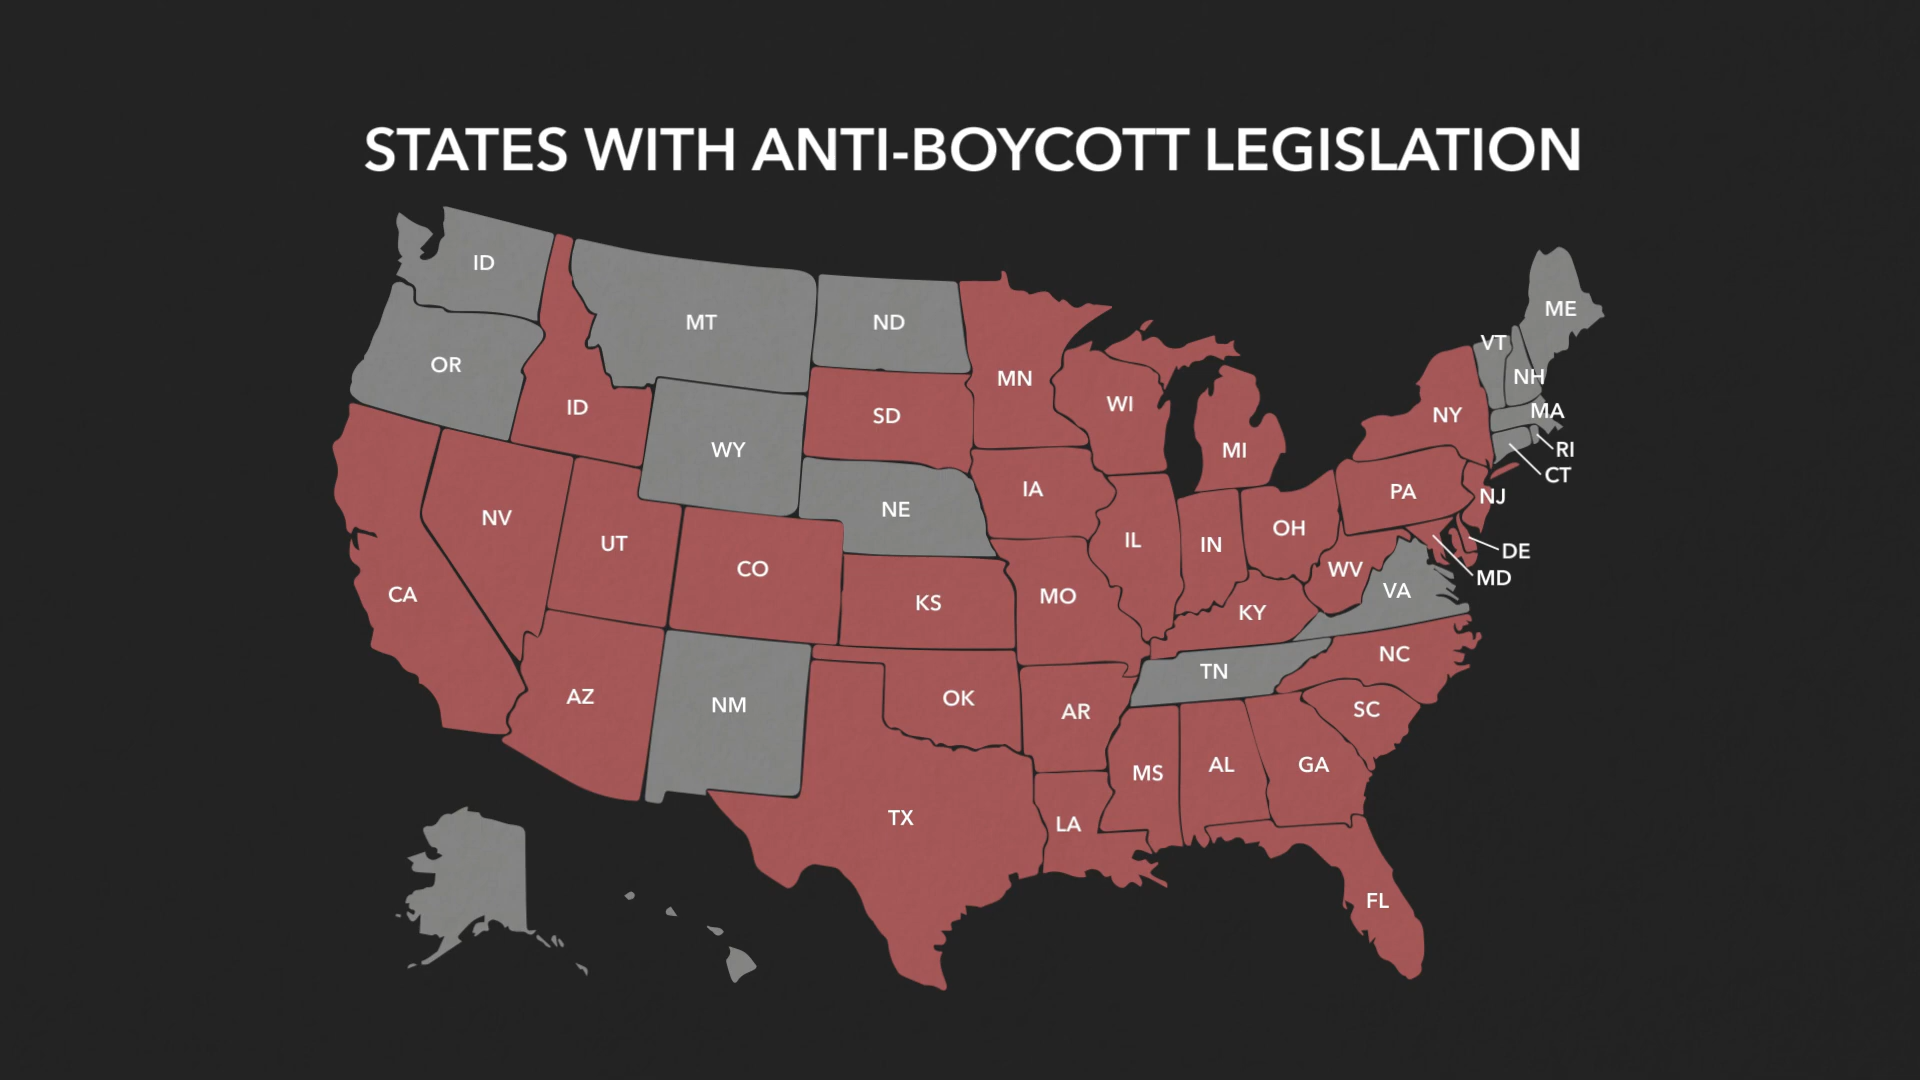 STATES WITH ANTI-BOYCOTT LEGISLATION
ID
ME
MT
ND
VT
OR
NH
MN
WI
ID
MA
SD
NY
WY
MI
RI
CT
IA
PA
NJ
NE
NV
OH
IL
UT
IN
DE
CO
WV
MD
VA
CA
MO
KS
KY
NC
TN
AZ
OK
NM
SC
AR
AL
GA
MS
TX
LA
FL